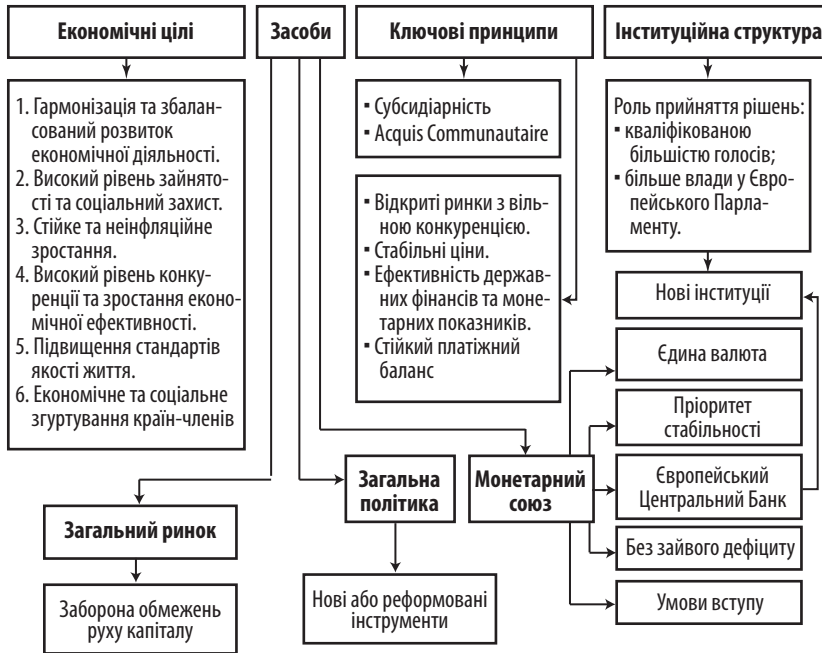 Економічні цілі
Засоби
Ключові принципи
Інституційна структура
1. Гармонізація та збалан-
сований розвиток
економічної діяльності.
2. Високий рівень зайнято-
сті та соціальний захист.
3. Стійке та неінфляційне
зростання.
4. Високий рівень конку-
ренції та зростання еконо-
мічної ефективності.
5. Підвищення стандартів
якості життя.
6. Економічне та соціальне
згуртування країн-членів
▪ Субсидіарність
▪ Acquis Communautaire
▪ Відкриті ринки з віль-
ною конкуренцією.
▪ Стабільні ціни.
▪ Ефективність держав-
них фінансів та моне-
тарних показників.
▪ Стійкий платіжний
баланс
Роль прийняття рішень:
▪ кваліфікованою
більшістю голосів;
▪ більше влади у Євро-
пейського Парла-
менту.
Нові інституції
Єдина валюта
Пріоритет
стабільності
Європейський
Центральний Банк
Без зайвого дефіциту
Умови вступу
Загальна
політика
Монетарний
союз
Загальний ринок
Заборона обмежень
руху капіталу
Нові або реформовані
інструменти